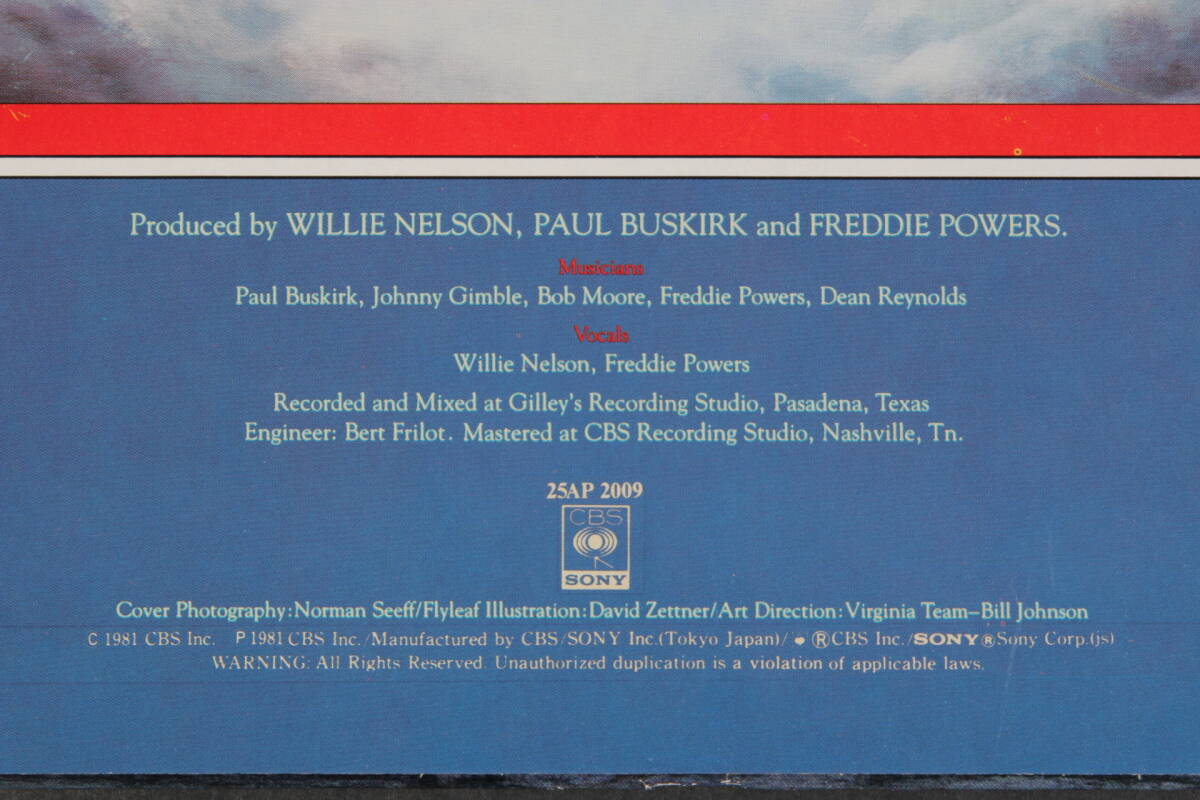 Produced by WILLIE NELSON, PAUL BUSKIRK and FREDDIE POWERS.
Musicians
Paul Buskirk, Johnny Gimble, Bob Moore, Freddie Powers, Dean Reynolds
Vocals
Willie Nelson, Freddie Powers
Recorded and Mixed at Gilley's Recording Studio, Pasadena, Texas
Engineer: Bert Frilot. Mastered at CBS Recording Studio, Nashville, Tn.
25AP 2009
CBS
SONY
Cover Photography:Norman Seeff/Flyleaf Illustration:David Zettner/Art Direction:Virginia Team–Bill Johnson
C 1981 CBS Inc. P 1981 CBS Inc./Manufactured by CBS/SONY Inc.(Tokyo Japan)/ ®CBS Inc./SONY®Sony Corp.(js)
WARNING: All Rights Reserved. Unauthorized duplication is a violation of applicable laws.